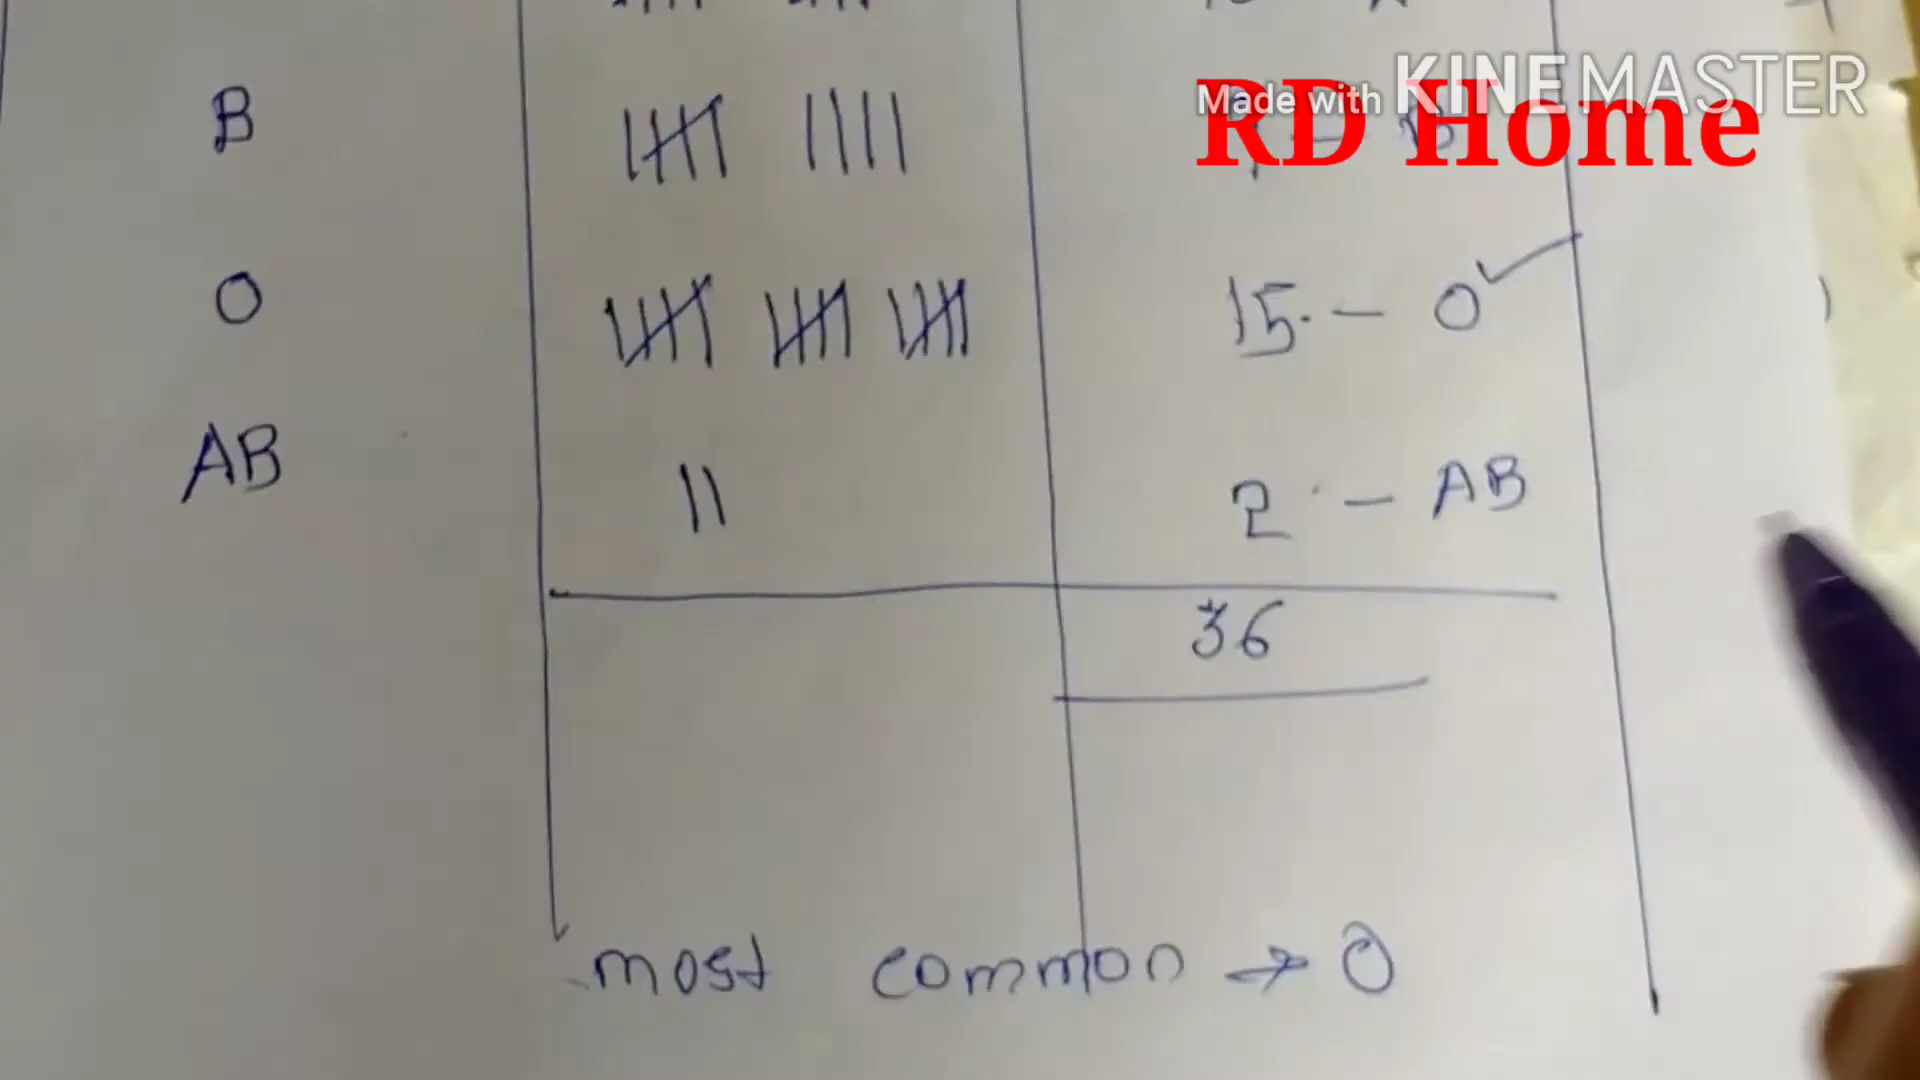 Made with KINEMASTER
RD Home
B
O 15 - O
AB 2 - AB
36
most common → O